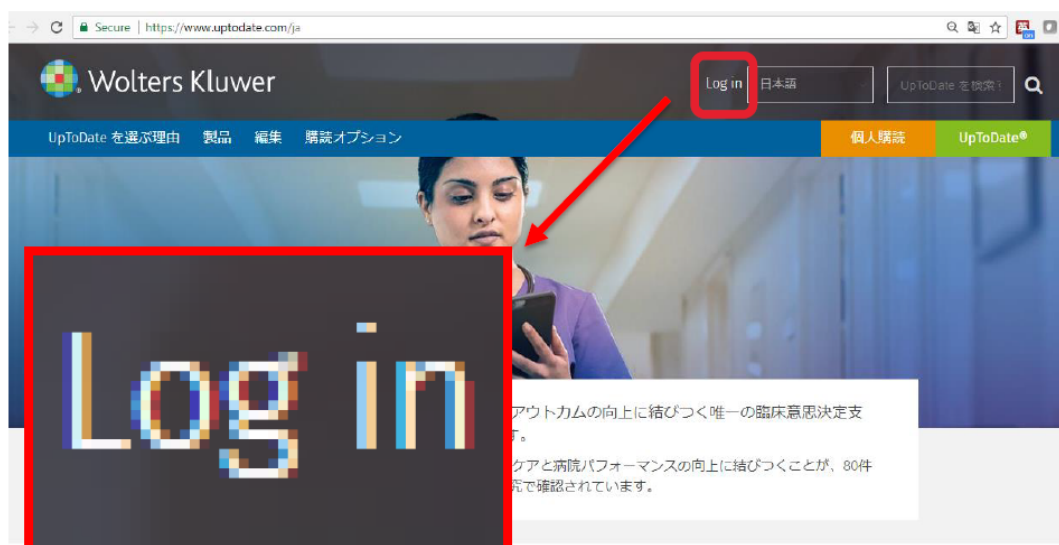 Secure | https://www.uptodate.com/ja
Wolters Kluwer
Log in
日本語
UpToDate を検索
UpToDate を選ぶ理由 製品 編集 購読オプション
個人購読 UpToDate®
Log in
アウトカムの向上に結びつく唯一の臨床意思決定支
す。
ケアと病院パフォーマンスの向上に結びつくことが、80件
究で確認されています。